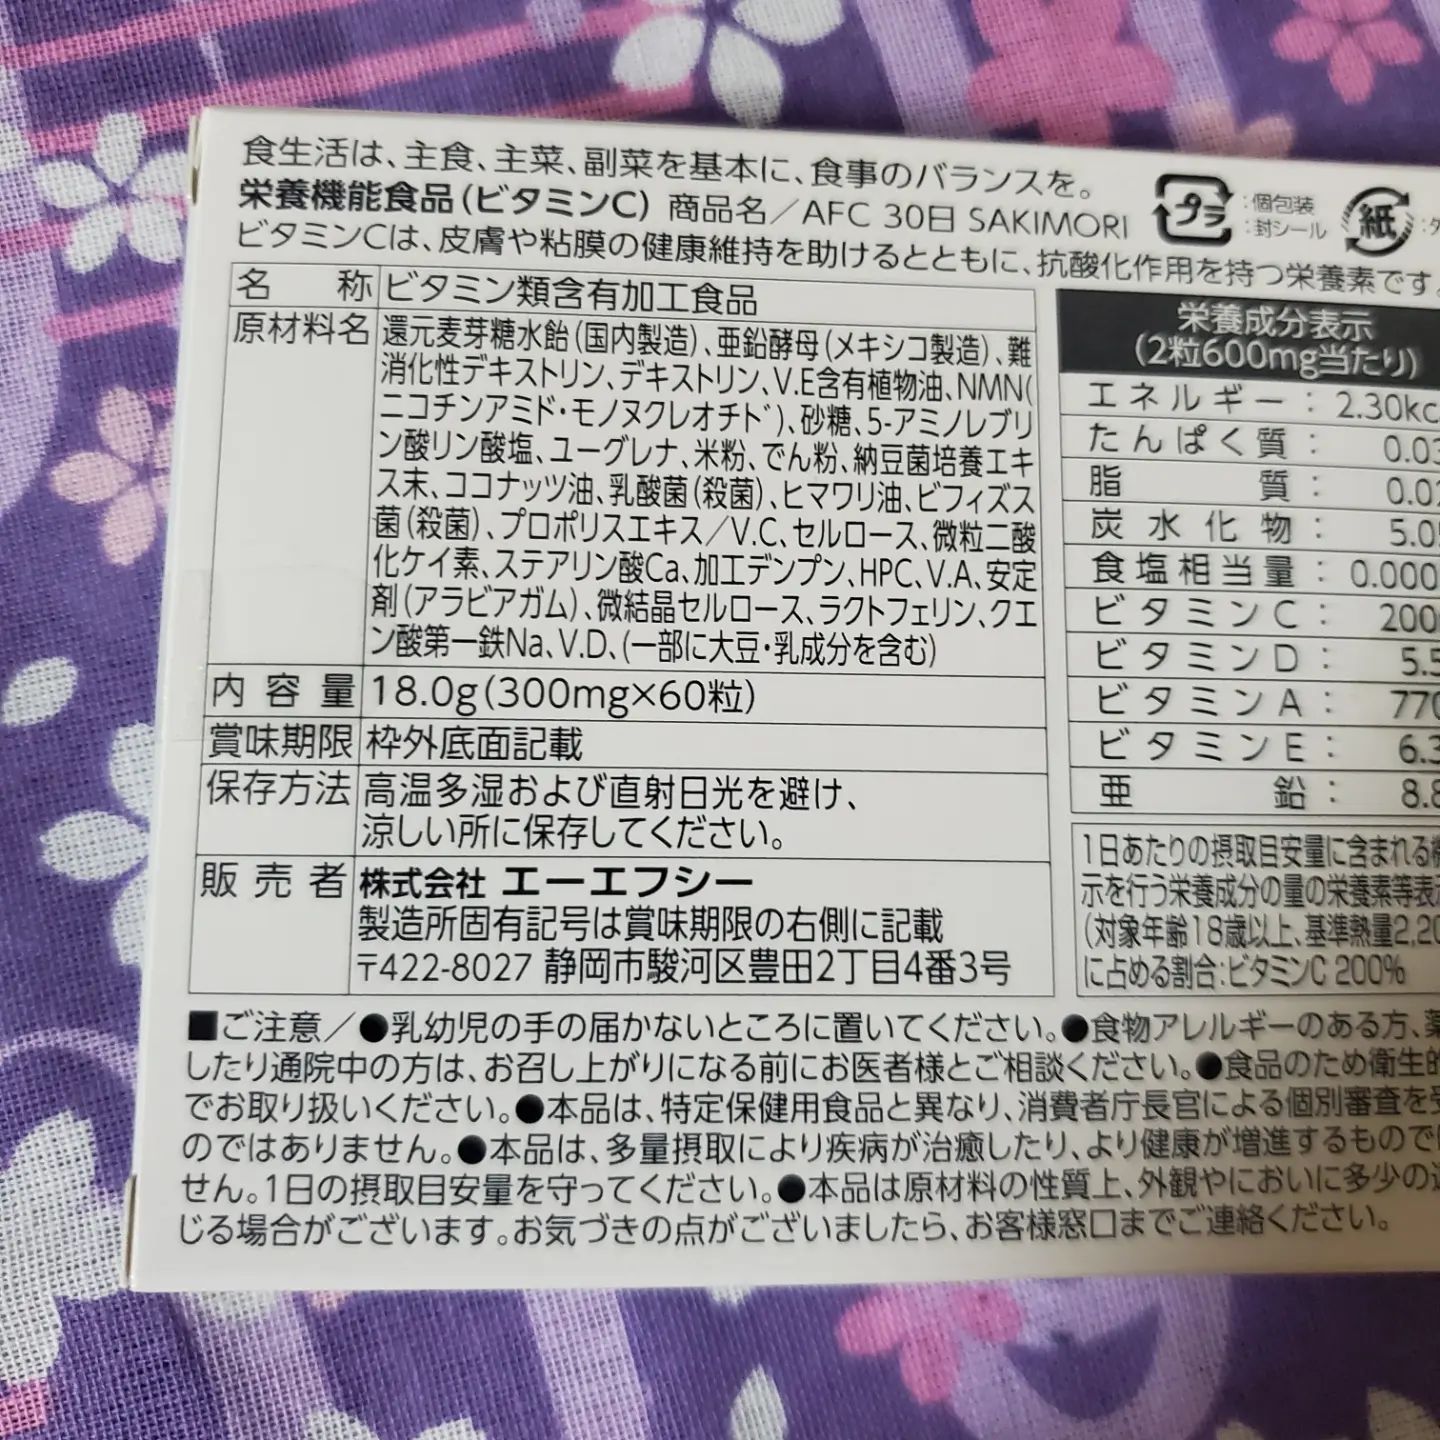 食生活は、主食、主菜、副菜を基本に、食事のバランスを。
栄養機能食品(ビタミンC) 商品名／AFC 30日 SAKIMORI
プラ
:個包装
:封シール
紙
ビタミンCは、皮膚や粘膜の健康維持を助けるとともに、抗酸化作用を持つ栄養素です。
名称 ビタミン類含有加工食品
原材料名 還元麦芽糖水飴(国内製造)、亜鉛酵母(メキシコ製造)、難
消化性デキストリン、デキストリン、V.E含有植物油、NMN(
ニコチンアミド・モノヌクレオチド)、砂糖、5-アミノレブリ
ン酸リン酸塩、ユーグレナ、米粉、でん粉、納豆菌培養エキ
ス末、ココナッツ油、乳酸菌(殺菌)、ヒマワリ油、ビフィズス
菌(殺菌)、プロポリスエキス／V.C、セルロース、微粒二酸
化ケイ素、ステアリン酸Ca、加工デンプン、HPC、V.A、安定
剤(アラビアガム)、微結晶セルロース、ラクトフェリン、クエ
ン酸第一鉄Na、V.D、(一部に大豆・乳成分を含む)
内容量 18.0g(300mg×60粒)
賞味期限 枠外底面記載
保存方法 高温多湿および直射日光を避け、
涼しい所に保存してください。
販売者 株式会社 エーエフシー
製造所固有記号は賞味期限の右側に記載
〒422-8027 静岡市駿河区豊田2丁目4番3号
栄養成分表示
(2粒600mg当たり)
エネルギー: 2.30kc
たんぱく質: 0.03
脂質: 0.0
炭水化物: 5.0
食塩相当量: 0.000
ビタミンC: 200
ビタミンD: 5.5
ビタミンA: 770
ビタミンE: 6.3
亜鉛: 8.8
1日あたりの摂取目安量に含まれる機
示を行う栄養成分の量の栄養素等表示
(対象年齢18歳以上、基準熱量2,20
に占める割合:ビタミンC 200%
■ご注意／●乳幼児の手の届かないところに置いてください。●食物アレルギーのある方、薬
したり通院中の方は、お召し上がりになる前にお医者様とご相談ください。●食品のため衛生的
でお取り扱いください。●本品は、特定保健用食品と異なり、消費者庁長官による個別審査を受
のではありません。●本品は、多量摂取により疾病が治癒したり、より健康が増進するもので
せん。1日の摂取目安量を守ってください。●本品は原材料の性質上、外観やにおいに多少の
じる場合がございます。お気づきの点がございましたら、お客様窓口までご連絡ください。